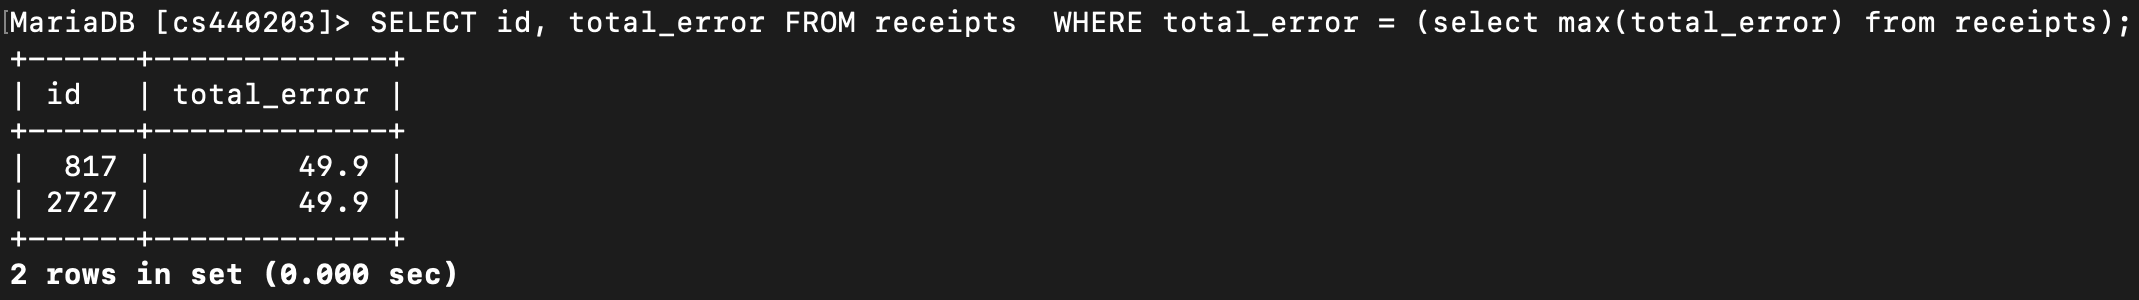 [MariaDB [cs440203]> SELECT id, total_error FROM receipts  WHERE total_error = (select max(total_error) from receipts);
+------+-------------+
| id   | total_error |
+------+-------------+
|  817 |        49.9 |
| 2727 |        49.9 |
+------+-------------+
2 rows in set (0.000 sec)